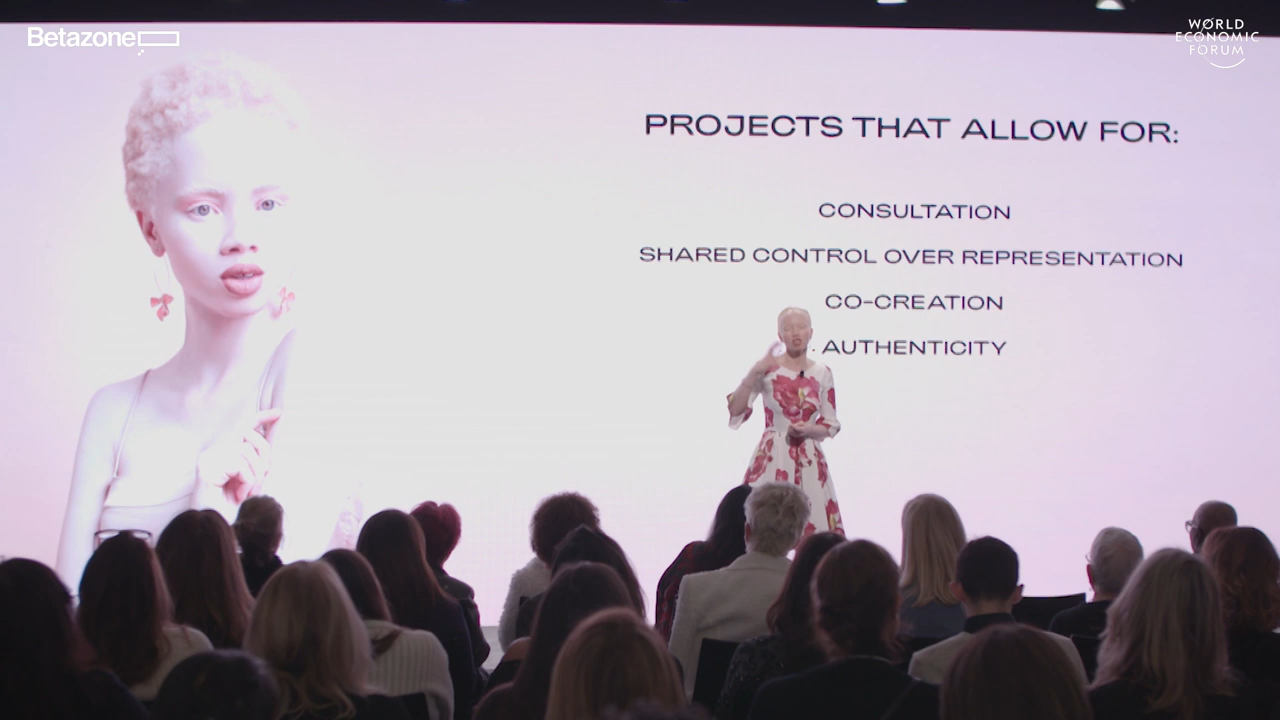 Betazone
WORLD
ECONOMIC
FORUM
PROJECTS THAT ALLOW FOR:
CONSULTATION
SHARED CONTROL OVER REPRESENTATION
CO-CREATION
AUTHENTICITY